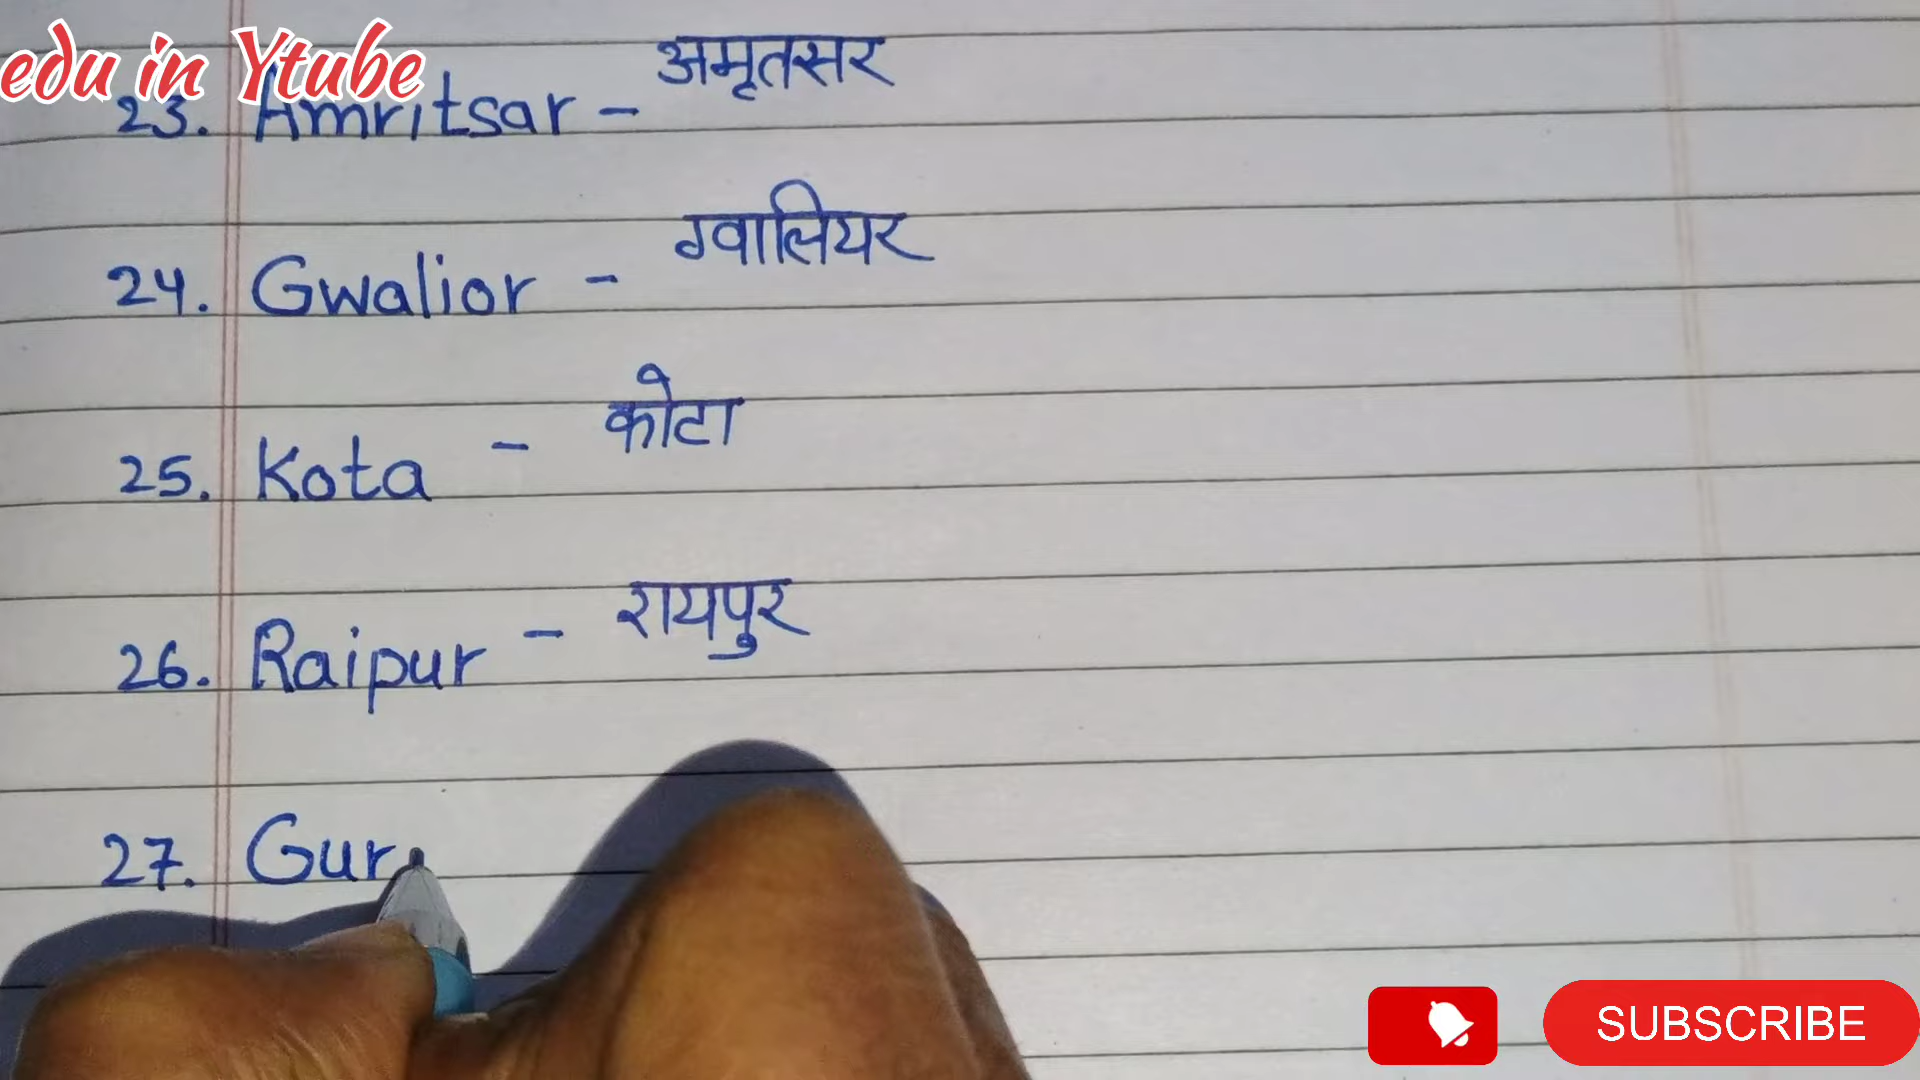 edu in Ytube
23. Amritsar - अमृतसर
24. Gwalior - ग्वालियर
25. Kota - कोटा
26. Raipur - रायपुर
27. Gur
SUBSCRIBE